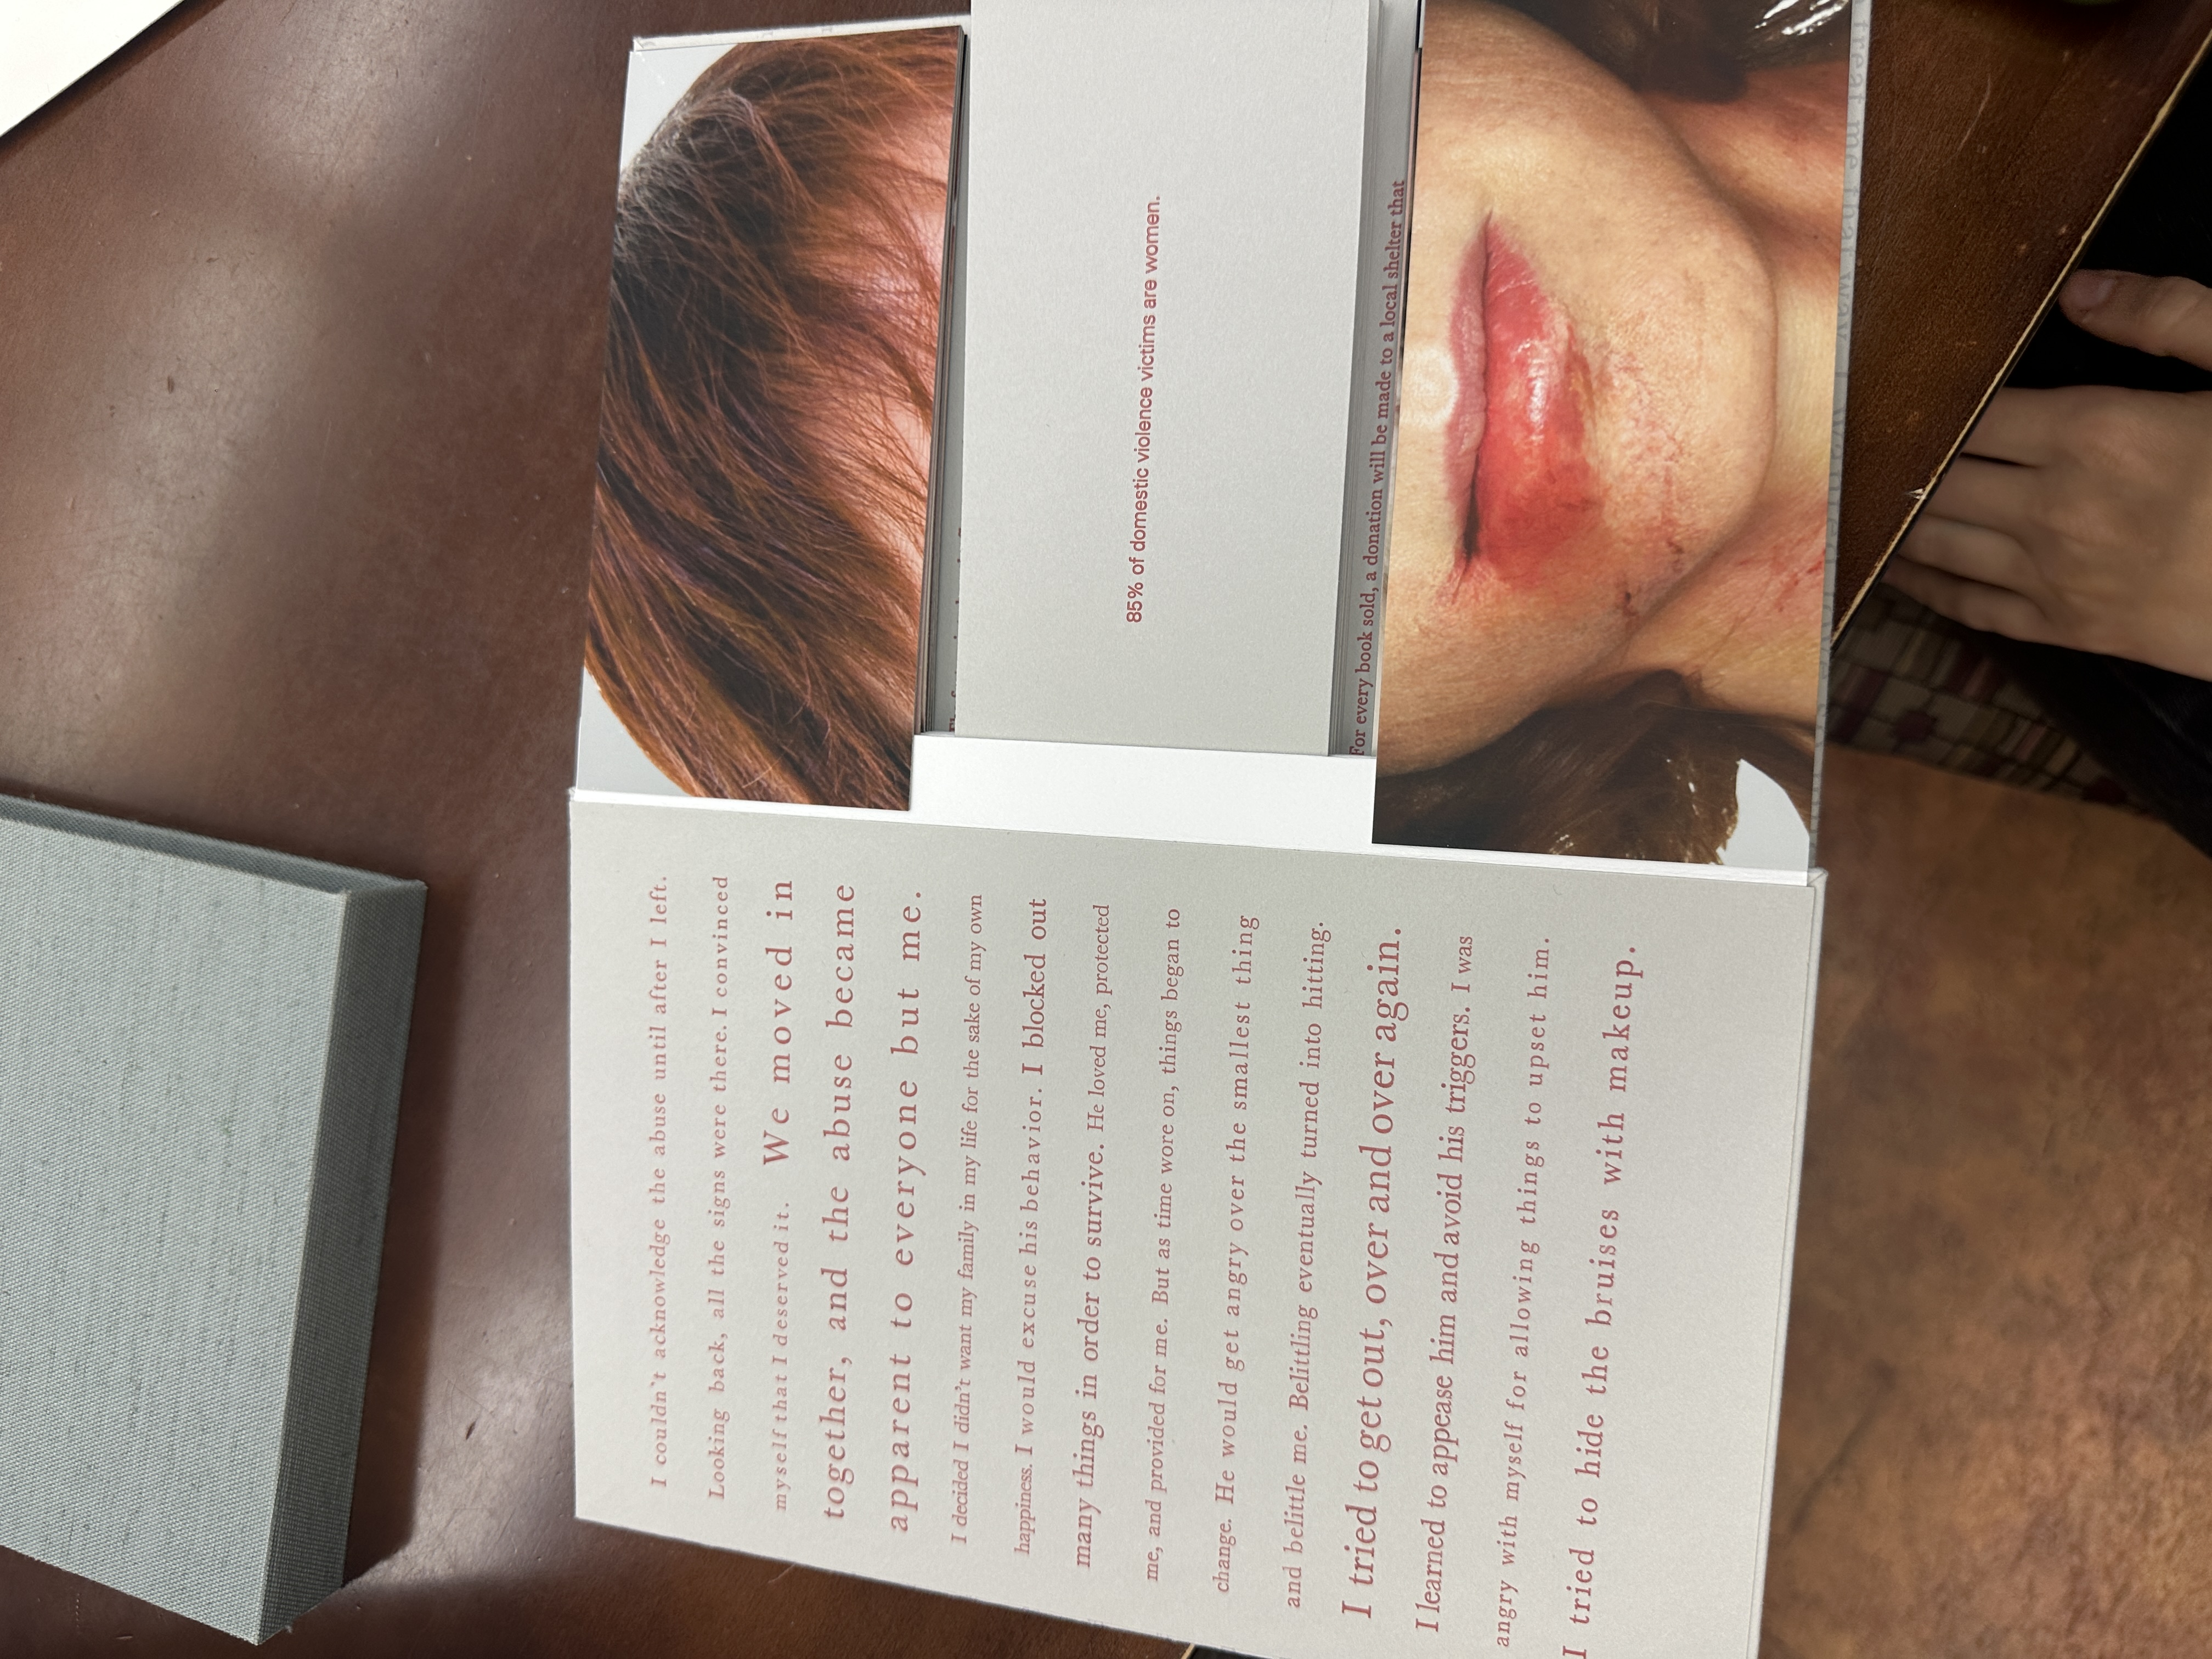 I couldn't acknowledge the abuse until after I left.
Looking back, all the signs were there. I convinced
myself that I deserved it. We moved in
together, and the abuse became
apparent to everyone but me.
I decided I didn't want my family in my life for the sake of my own
happiness. I would excuse his behavior. I blocked out
many things in order to survive. He loved me, protected
me, and provided for me. But as time wore on, things began to
change. He would get angry over the smallest thing
and belittle me. Belittling eventually turned into hitting.
I tried to get out, over and over again.
I learned to appease him and avoid his triggers. I was
angry with myself for allowing things to upset him.
I tried to hide the bruises with makeup.
85% of domestic violence victims are women.
For every book sold, a donation will be made to a local shelter that
treat me that way. I